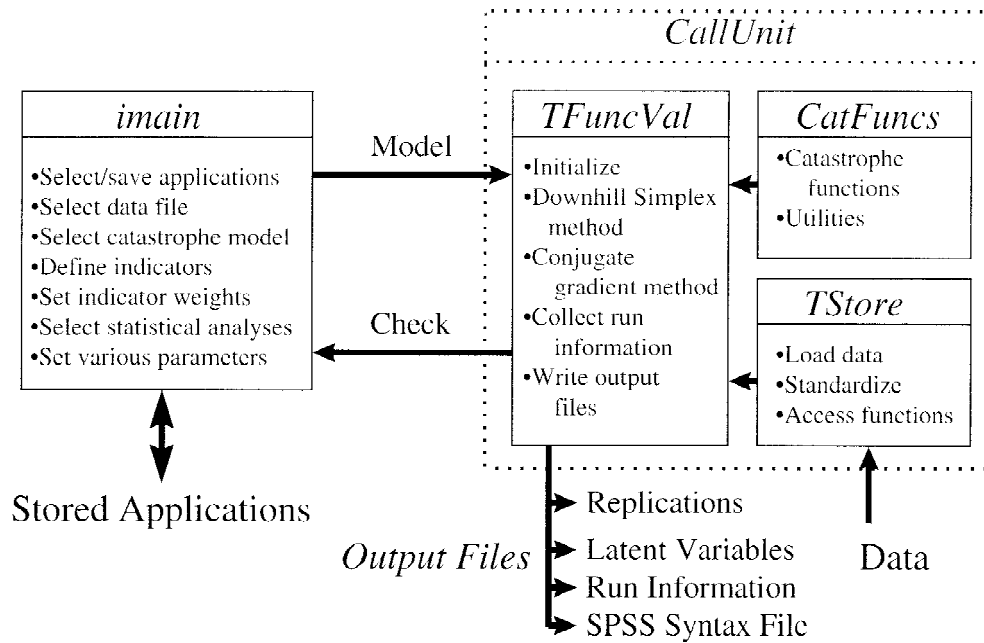 CallUnit
imain
•Select/save applications
•Select data file
•Select catastrophe model
•Define indicators
•Set indicator weights
•Select statistical analyses
•Set various parameters
Model
Check
TFuncVal
•Initialize
•Downhill Simplex
method
•Conjugate
gradient method
•Collect run
information
•Write output
files
CatFuncs
•Catastrophe
functions
•Utilities
TStore
•Load data
•Standardize
•Access functions
Stored Applications
Output Files
Replications
Latent Variables
Run Information
SPSS Syntax File
Data